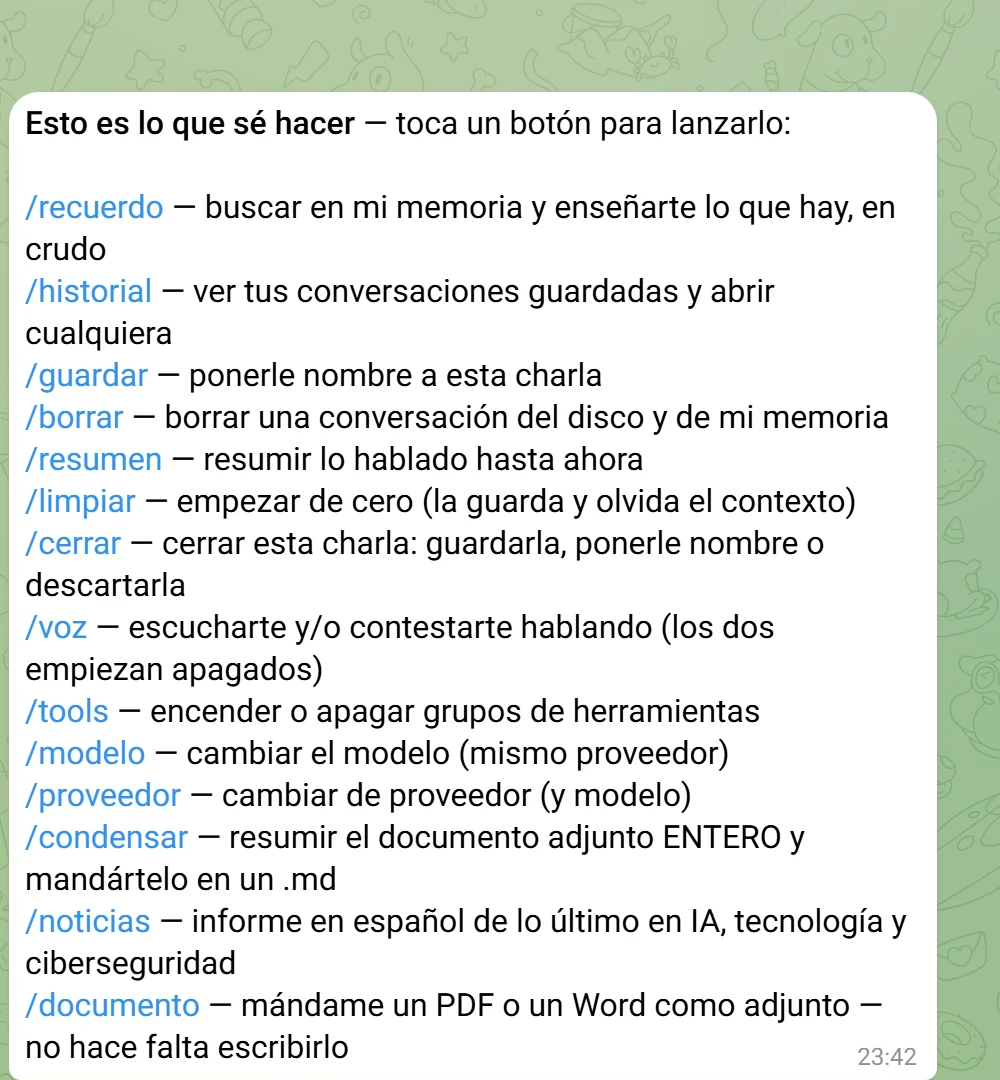 Esto es lo que sé hacer — toca un botón para lanzarlo:
/recuerdo — buscar en mi memoria y enseñarte lo que hay, en
crudo
/historial — ver tus conversaciones guardadas y abrir
cualquiera
/guardar — ponerle nombre a esta charla
/borrar — borrar una conversación del disco y de mi memoria
/resumen — resumir lo hablado hasta ahora
/limpiar — empezar de cero (la guarda y olvida el contexto)
/cerrar — cerrar esta charla: guardarla, ponerle nombre o
descartarla
/voz — escucharte y/o contestarte hablando (los dos
empiezan apagados)
/tools — encender o apagar grupos de herramientas
/modelo — cambiar el modelo (mismo proveedor)
/proveedor — cambiar de proveedor (y modelo)
/condensar — resumir el documento adjunto ENTERO y
mandártelo en un .md
/noticias — informe en español de lo último en IA, tecnología y
ciberseguridad
/documento — mándame un PDF o un Word como adjunto —
no hace falta escribirlo
23:42